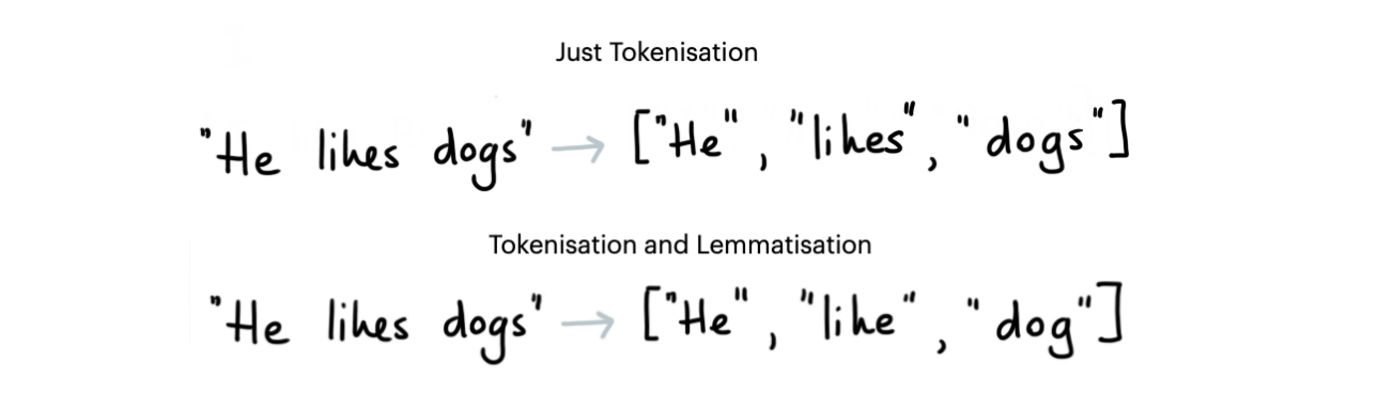 Just Tokenisation
"He likes dogs" → ["He", "likes", "dogs"]
Tokenisation and Lemmatisation
"He likes dogs" → ["He", "like", "dog"]